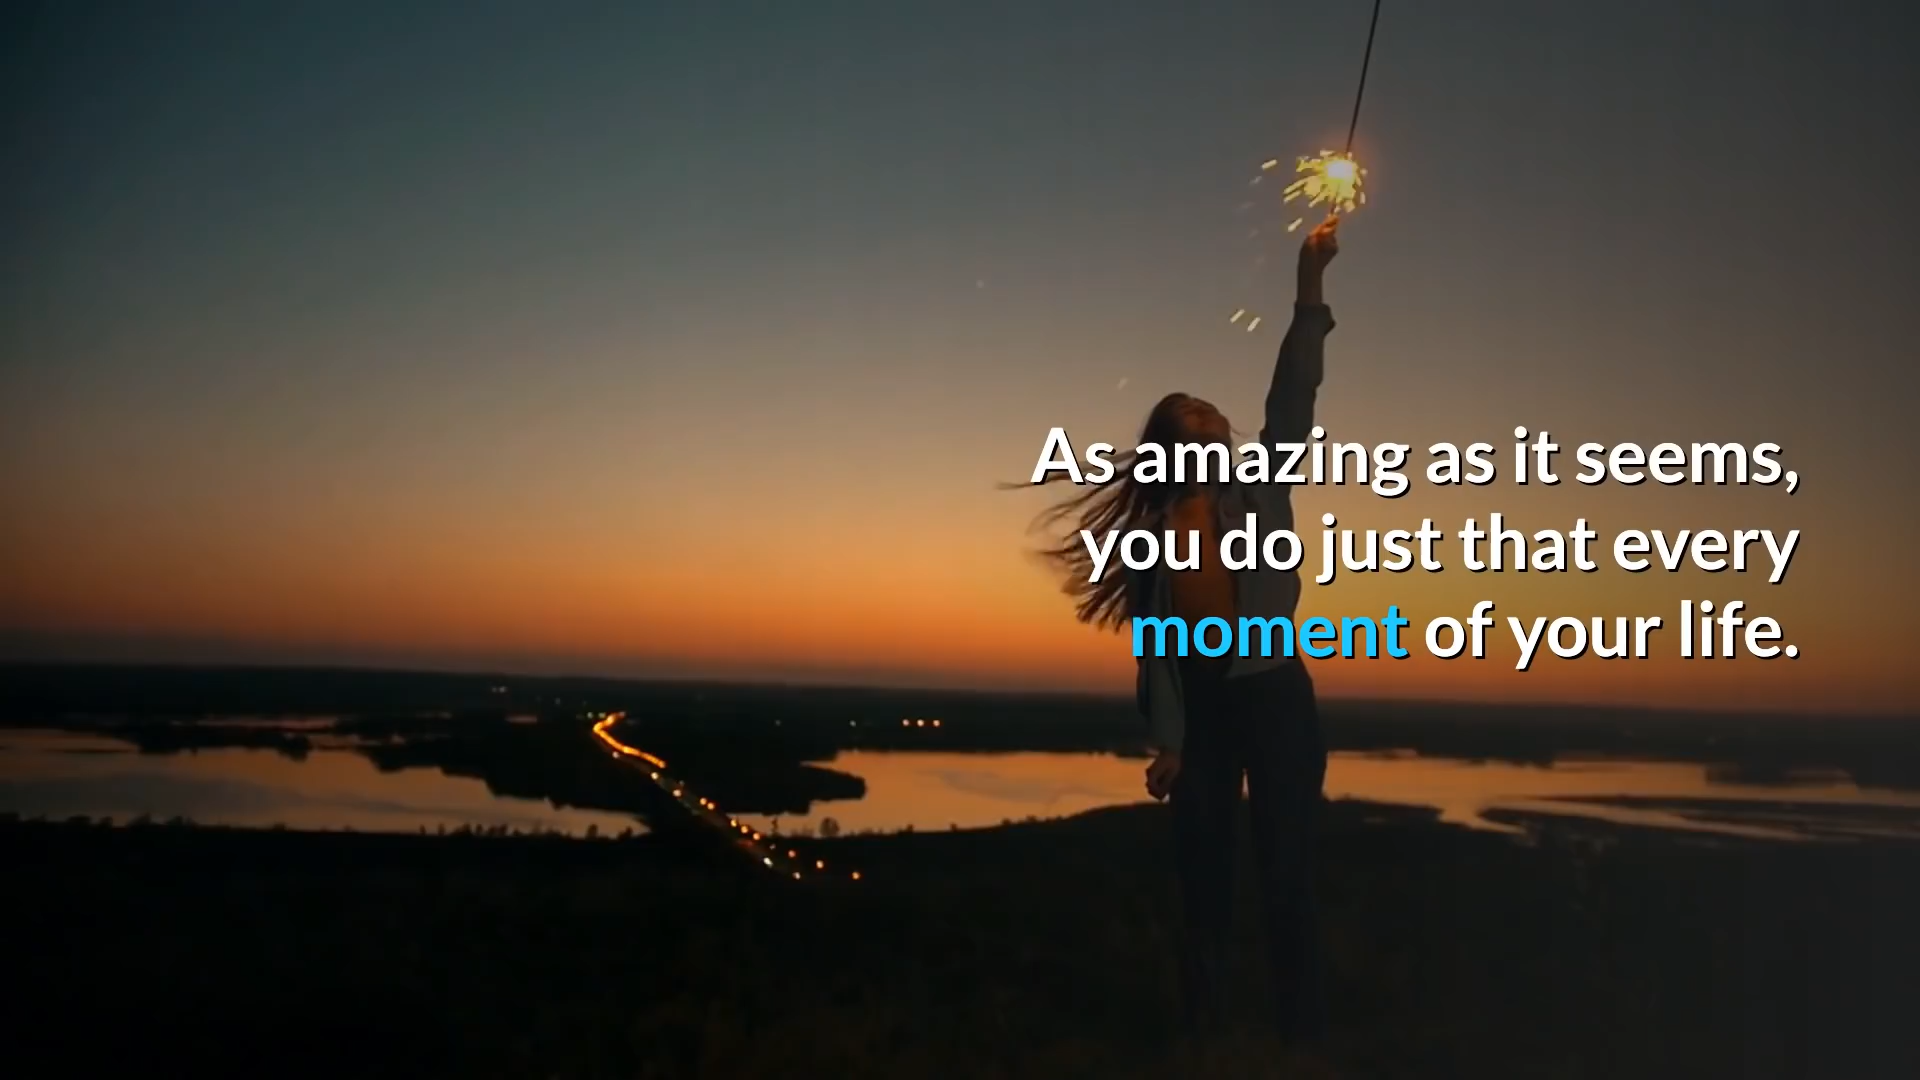 As amazing as it seems,
you do just that every
moment of your life.